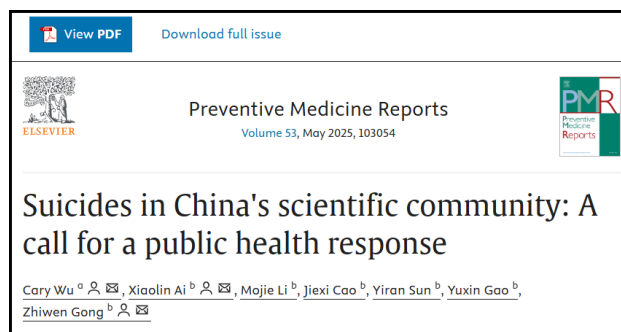 View PDF
Download full issue
ELSEVIER
Preventive Medicine Reports
Volume 53, May 2025, 103054
PMR
Preventive
Medicine
Reports
Suicides in China's scientific community: A
call for a public health response
Cary Wu a, Xiaolin Ai b, Mojie Li b, Jiexi Cao b, Yiran Sun b, Yuxin Gao b,
Zhiwen Gong b